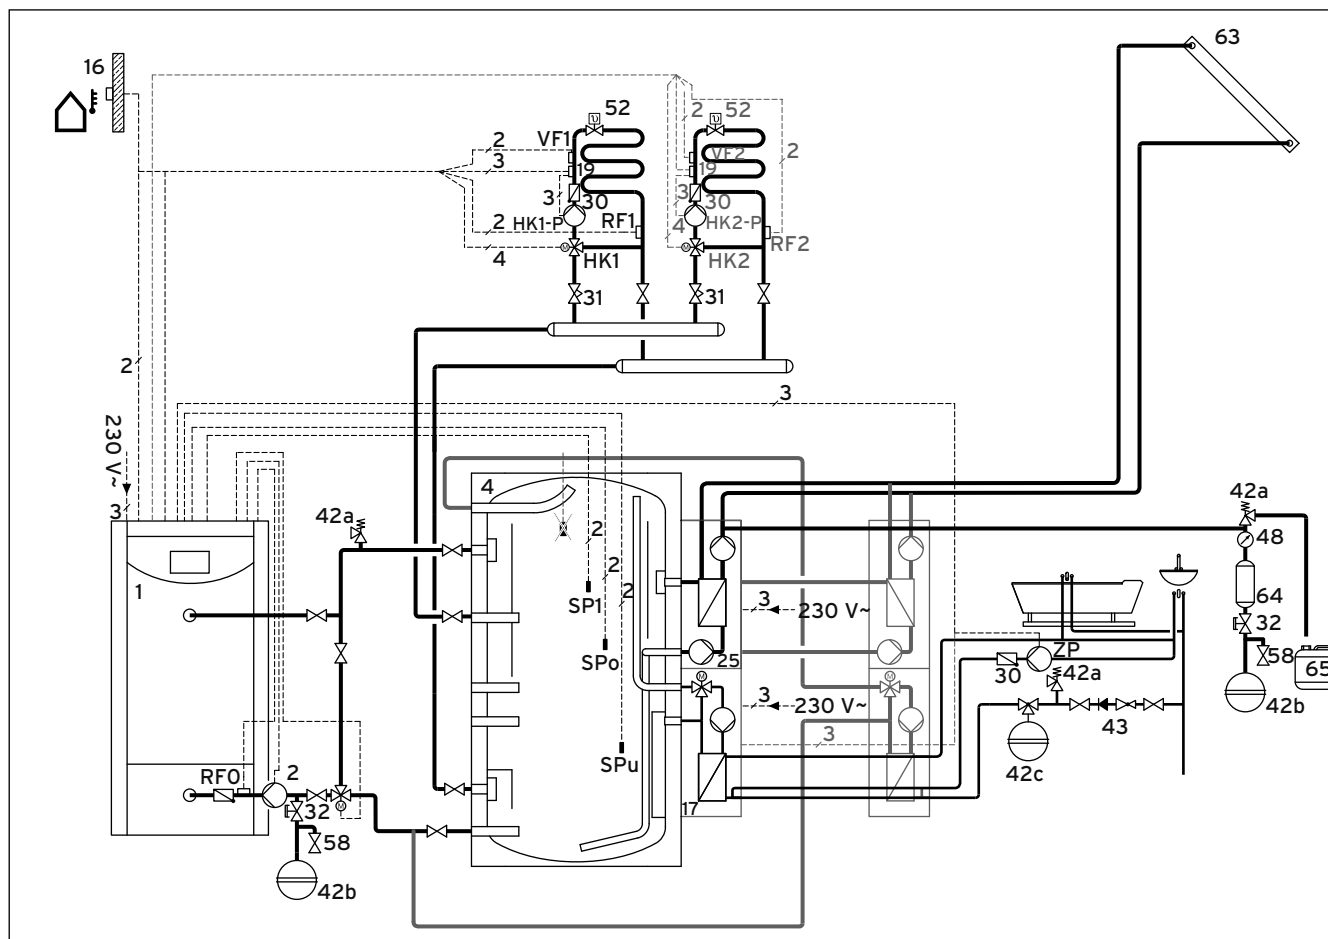 63
16
52
52
2
2
VF1
VF2
2
3
19
19
3
30
3
30
2
HK1-P
RF1
4
HK2-P
RF2
4
HK1
HK2
31
31
2
3
230 V~
3
42a
4
42a
48
2
2
2
1
SP1
3
230 V~
64
32
SPo
ZP
25
30
42a
58
65
3
230 V~
42b
43
3
RF0
2
SPu
42c
32
17
58
42b
M
M
M
M
M